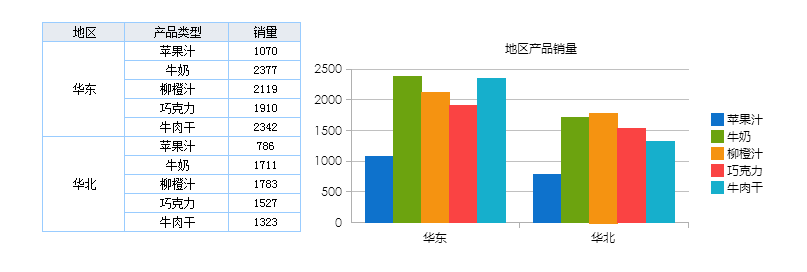 地区 产品类型 销量
华东 苹果汁 1070
牛奶 2377
柳橙汁 2119
巧克力 1910
牛肉干 2342
华北 苹果汁 786
牛奶 1711
柳橙汁 1783
巧克力 1527
牛肉干 1323
地区产品销量
2500
2000
1500
1000
500
0
华东 华北
苹果汁
牛奶
柳橙汁
巧克力
牛肉干